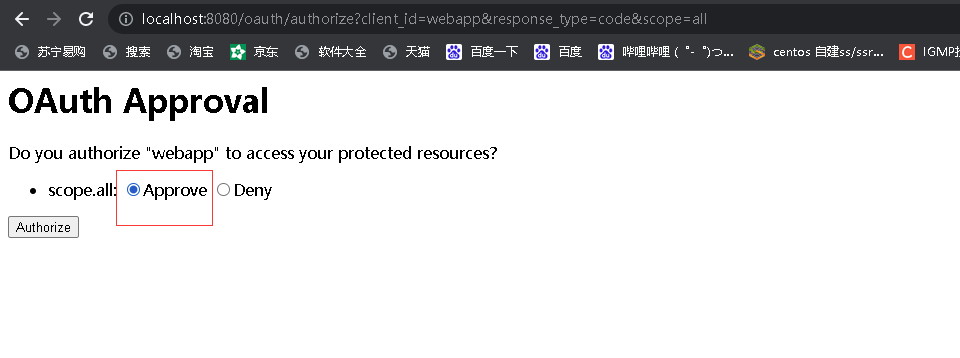 localhost:8080/oauth/authorize?client_id=webapp&response_type=code&scope=all
苏宁易购 搜索 淘宝 京东 软件大全 天猫 百度一下 百度 哔哩哔哩 ( ゜- ゜)つ... centos 自建ss/ssr... C IGMP
OAuth Approval
Do you authorize "webapp" to access your protected resources?
• scope.all: Approve Deny
Authorize